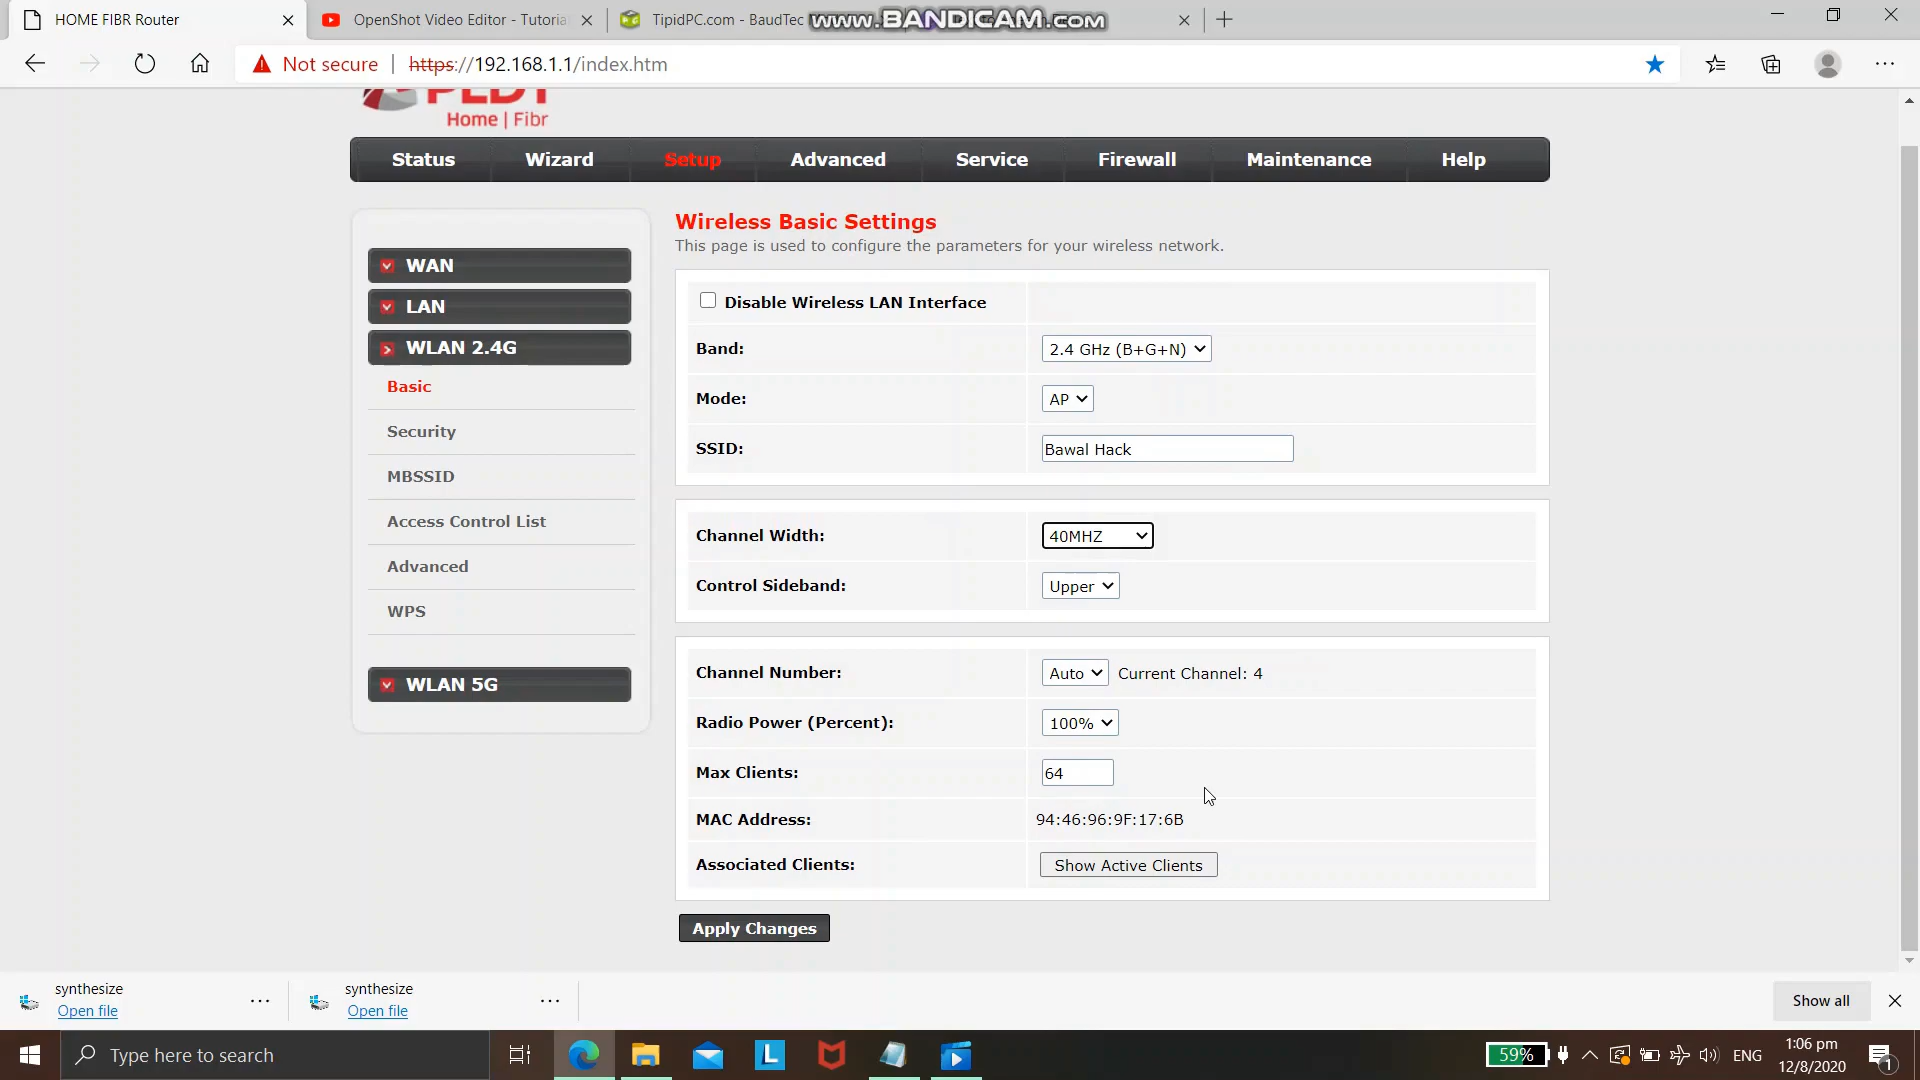 HOME FIBR Router
OpenShot Video Editor - Tutoria
TipidPC.com - BaudTec
www.BANDICAM.com
Not secure
https://192.168.1.1/index.htm
PLDT
Home | Fibr
Status
Wizard
Setup
Advanced
Service
Firewall
Maintenance
Help
WAN
LAN
WLAN 2.4G
Basic
Security
MBSSID
Access Control List
Advanced
WPS
WLAN 5G
Wireless Basic Settings
This page is used to configure the parameters for your wireless network.
Disable Wireless LAN Interface
Band: 2.4 GHz (B+G+N)
Mode: AP
SSID: Bawal Hack
Channel Width: 40MHZ
Control Sideband: Upper
Channel Number: Auto Current Channel: 4
Radio Power (Percent): 100%
Max Clients: 64
MAC Address: 94:46:96:9F:17:6B
Associated Clients: Show Active Clients
Apply Changes
synthesize
Open file
synthesize
Open file
Show all
Type here to search
L
59%
ENG
1:06 pm
12/8/2020
1